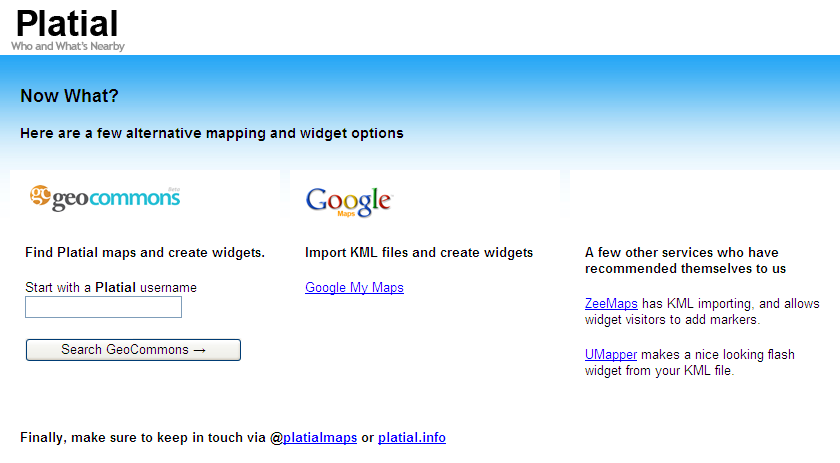 Platial
Who and What's Nearby
Now What?
Here are a few alternative mapping and widget options
gc geocommons Beta
Find Platial maps and create widgets.
Start with a Platial username
Search GeoCommons →
Google
Maps
Import KML files and create widgets
Google My Maps
A few other services who have
recommended themselves to us
ZeeMaps has KML importing, and allows
widget visitors to add markers.
UMapper makes a nice looking flash
widget from your KML file.
Finally, make sure to keep in touch via @platialmaps or platial.info